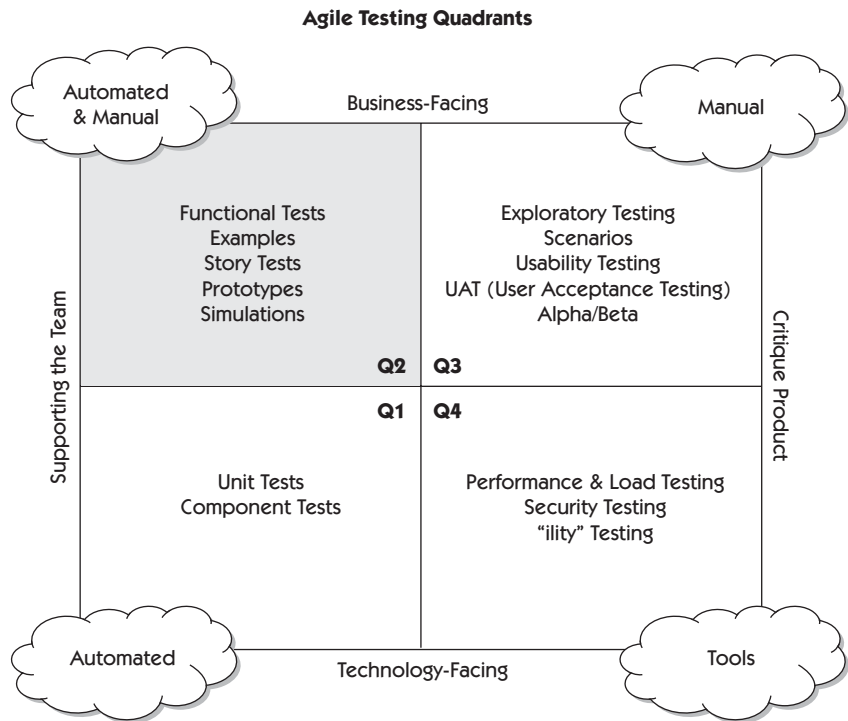 Agile Testing Quadrants
Automated
& Manual
Business-Facing
Manual
Functional Tests
Examples
Story Tests
Prototypes
Simulations
Exploratory Testing
Scenarios
Usability Testing
UAT (User Acceptance Testing)
Alpha/Beta
Supporting the Team
Critique Product
Q2
Q3
Q1
Q4
Unit Tests
Component Tests
Performance & Load Testing
Security Testing
“ility” Testing
Automated
Technology-Facing
Tools